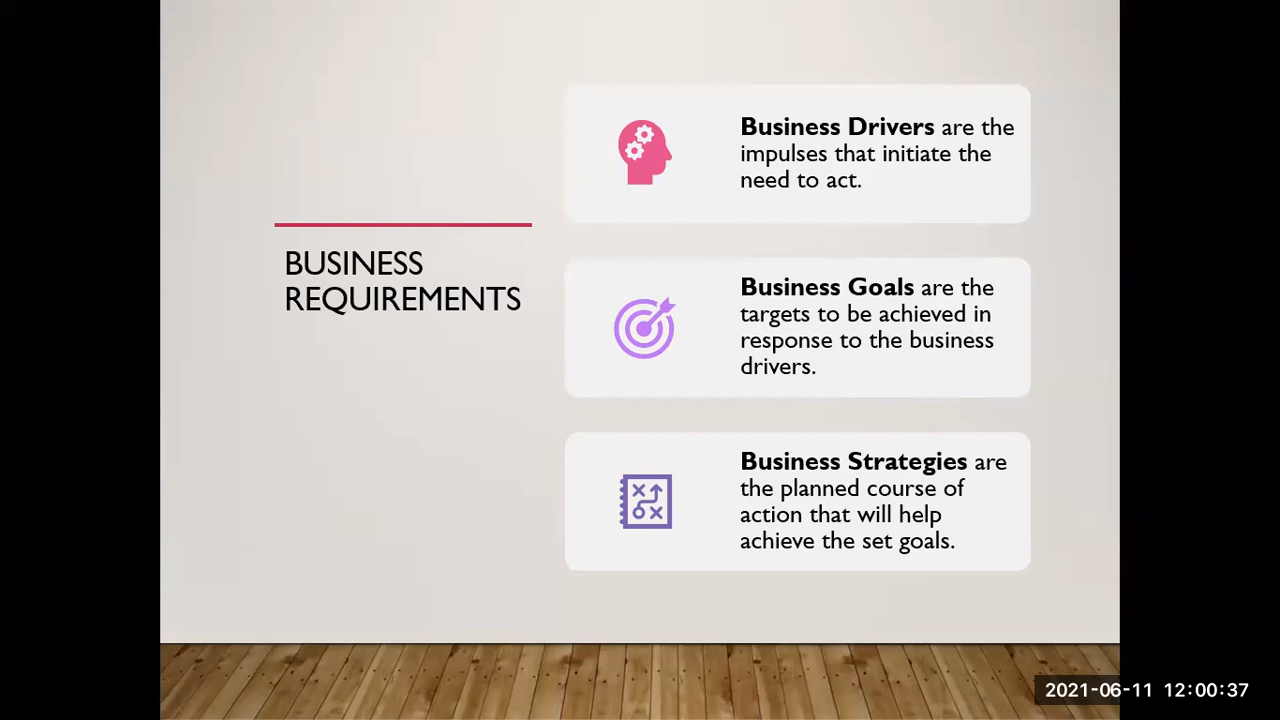 BUSINESS
REQUIREMENTS
Business Drivers are the
impulses that initiate the
need to act.
Business Goals are the
targets to be achieved in
response to the business
drivers.
Business Strategies are
the planned course of
action that will help
achieve the set goals.
2021-06-11 12:00:37